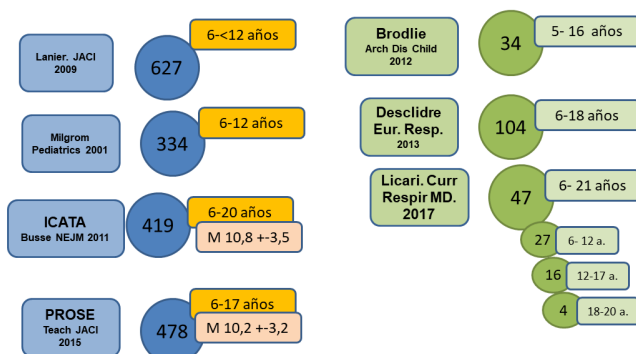 Lanier. JACI
2009
627
6-<12 años
Milgrom
Pediatrics 2001
334
6-12 años
ICATA
Busse NEJM 2011
419
6-20 años
M 10,8 +-3,5
PROSE
Teach JACI
2015
478
6-17 años
M 10,2 +-3,2
Brodlie
Arch Dis Child
2012
34
5- 16 años
Desclidre
Eur. Resp.
2013
104
6-18 años
Licari. Curr
Respir MD.
2017
47
6- 21 años
27
6- 12 a.
16
12-17 a.
4
18-20 a.